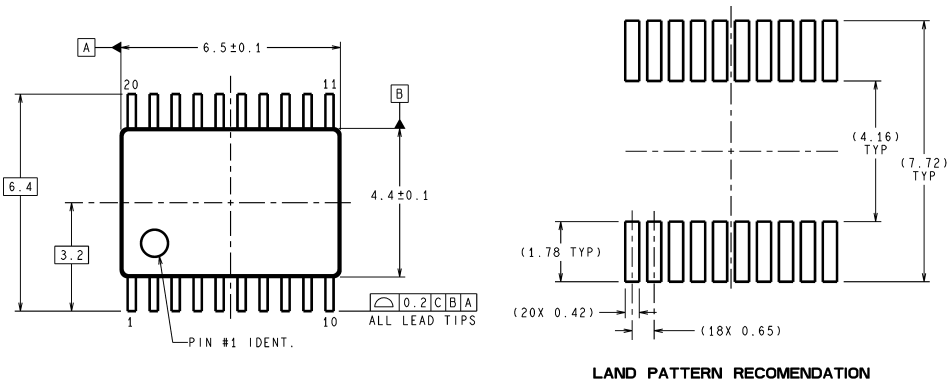 A
6.5±0.1
20
11
B
6.4
4.4±0.1
3.2
0.2 C B A
ALL LEAD TIPS
1
10
PIN #1 IDENT.
(4.16)
TYP
(7.72)
TYP
(1.78 TYP)
(20X 0.42)
(18X 0.65)
LAND PATTERN RECOMENDATION